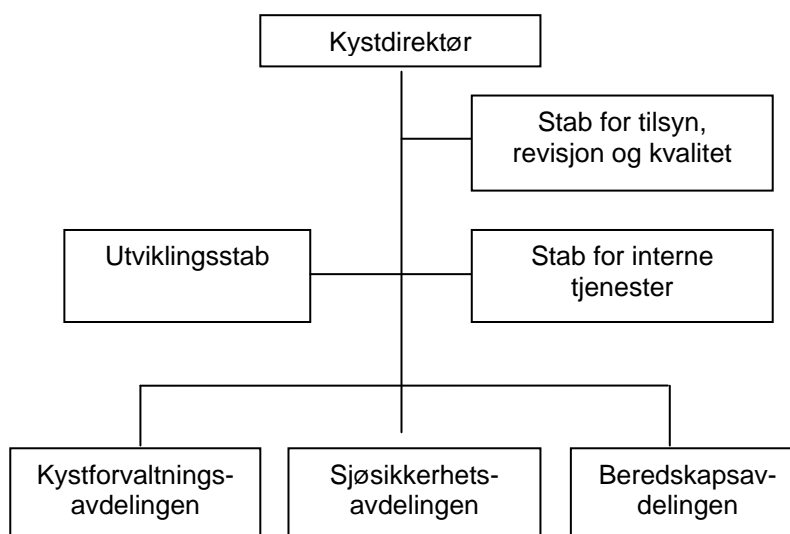 Kystdirektør
Stab for tilsyn,
revisjon og kvalitet
Utviklingsstab
Stab for interne
tjenester
Kystforvaltnings-
avdelingen
Sjøsikkerhets-
avdelingen
Beredskapsav-
delingen